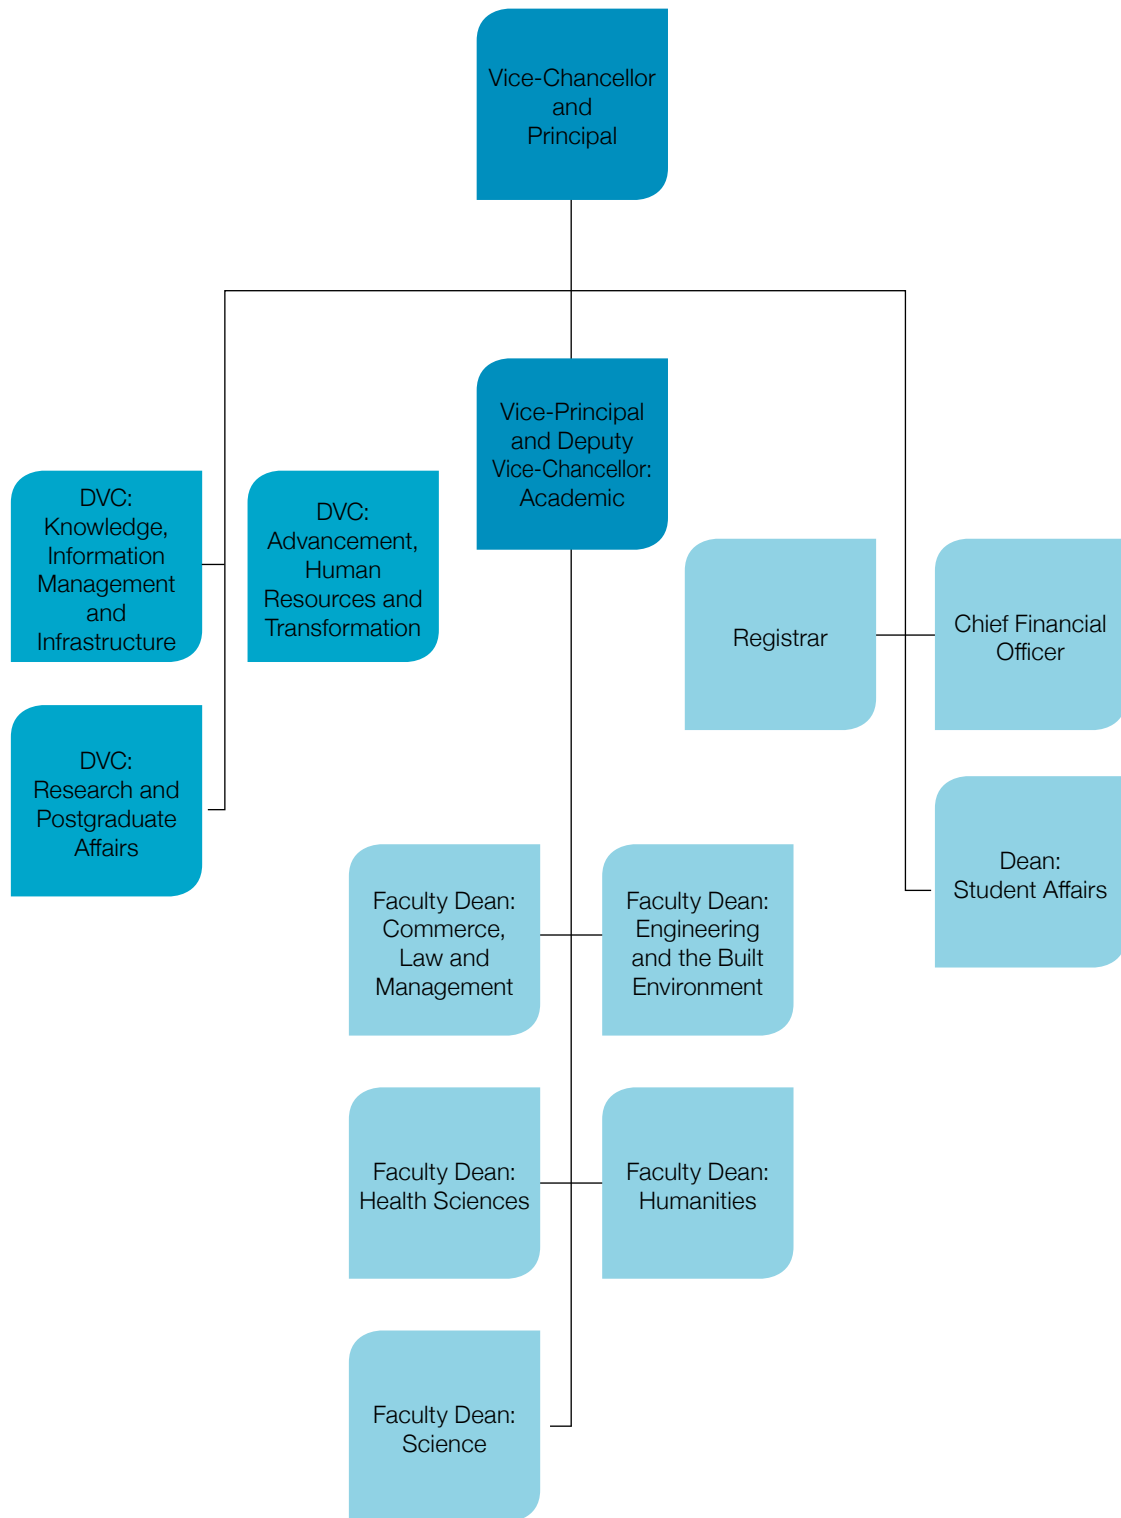 Vice-Chancellor
and
Principal
Vice-Principal
and Deputy
Vice-Chancellor:
Academic
DVC:
Knowledge,
Information
Management
and
Infrastructure
DVC:
Advancement,
Human
Resources and
Transformation
Registrar
Chief Financial
Officer
DVC:
Research and
Postgraduate
Affairs
Dean:
Student Affairs
Faculty Dean:
Commerce,
Law and
Management
Faculty Dean:
Engineering
and the Built
Environment
Faculty Dean:
Health Sciences
Faculty Dean:
Humanities
Faculty Dean:
Science